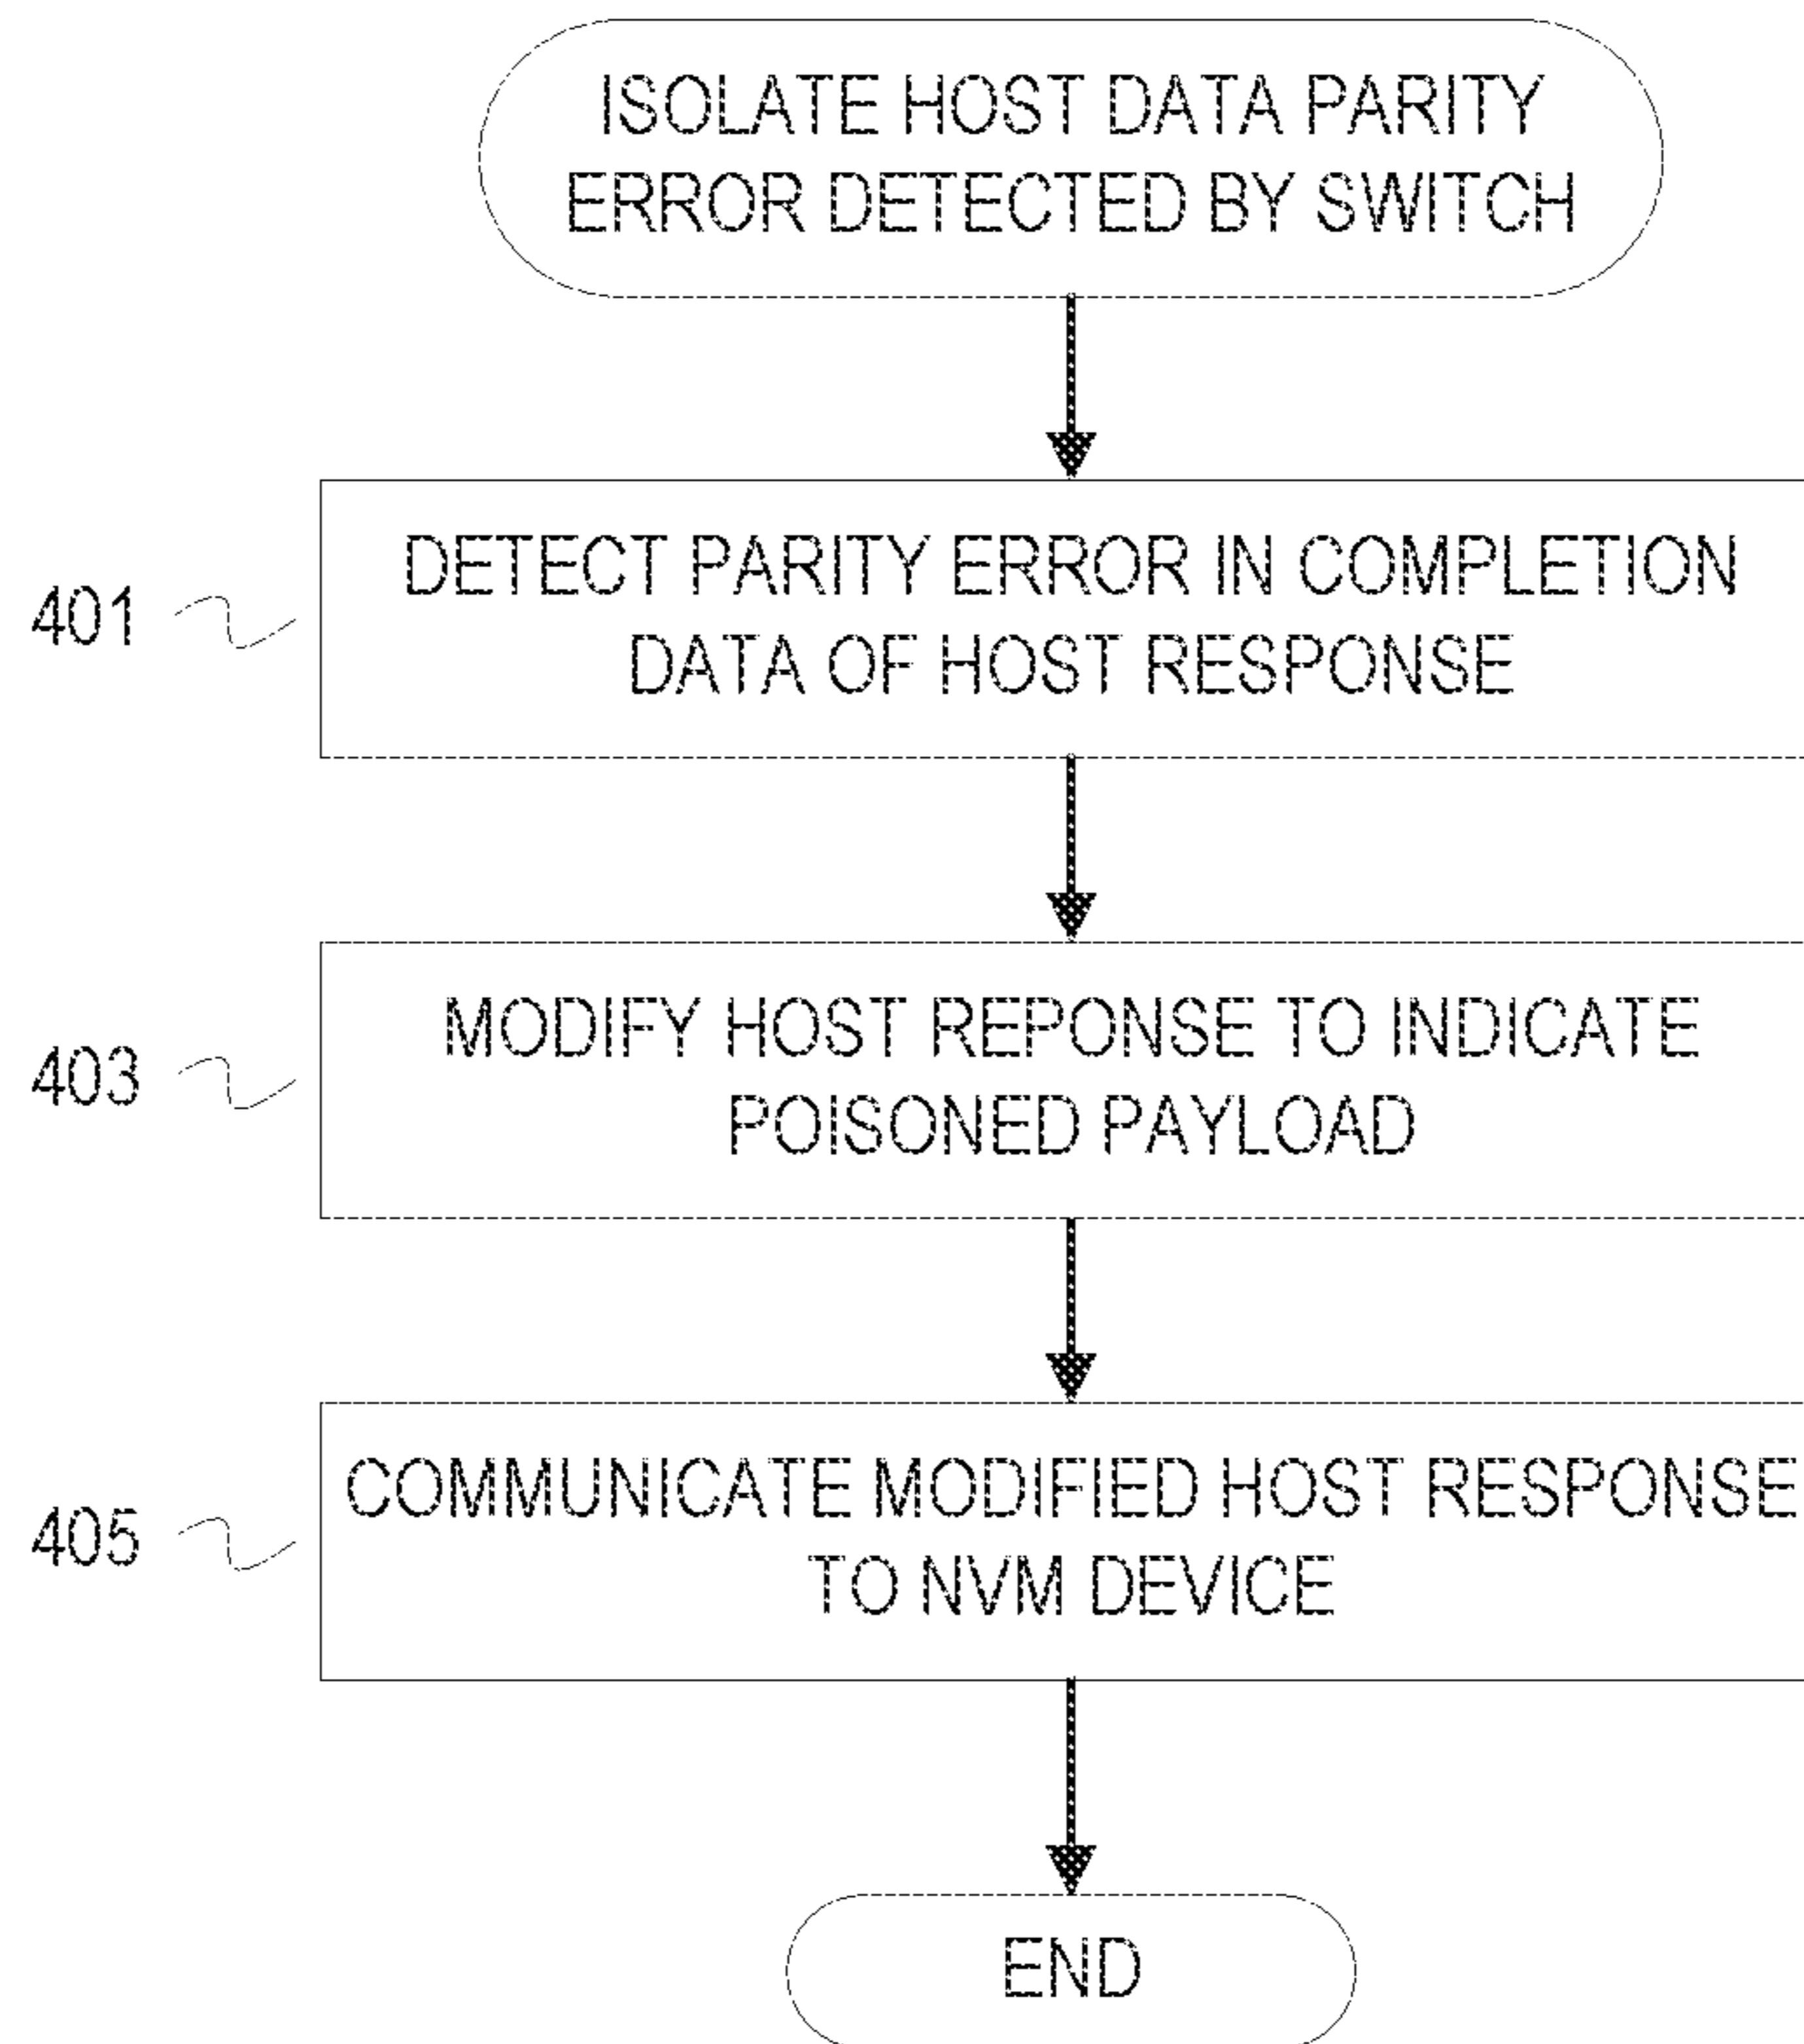 ISOLATE HOST DATA PARITY
ERROR DETECTED BY SWITCH
401
DETECT PARITY ERROR IN COMPLETION
DATA OF HOST RESPONSE
403
MODIFY HOST REPONSE TO INDICATE
POISONED PAYLOAD
405
COMMUNICATE MODIFIED HOST RESPONSE
TO NVM DEVICE
END